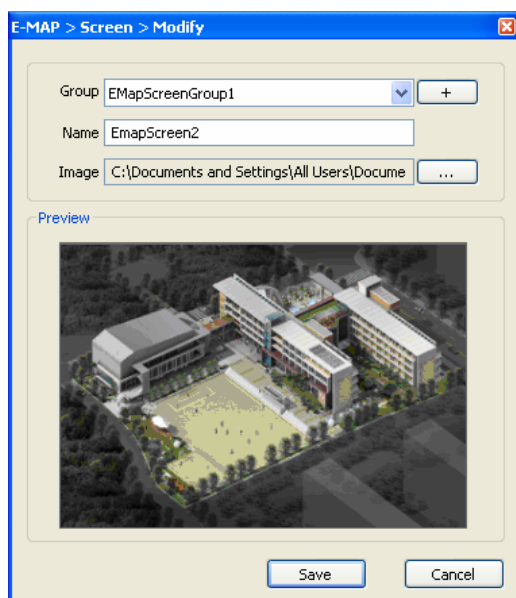 E-MAP > Screen > Modify
Group EMapScreenGroup1 +
Name EmapScreen2
Image C:\Documents and Settings\All Users\Docume ...
Preview
Save Cancel